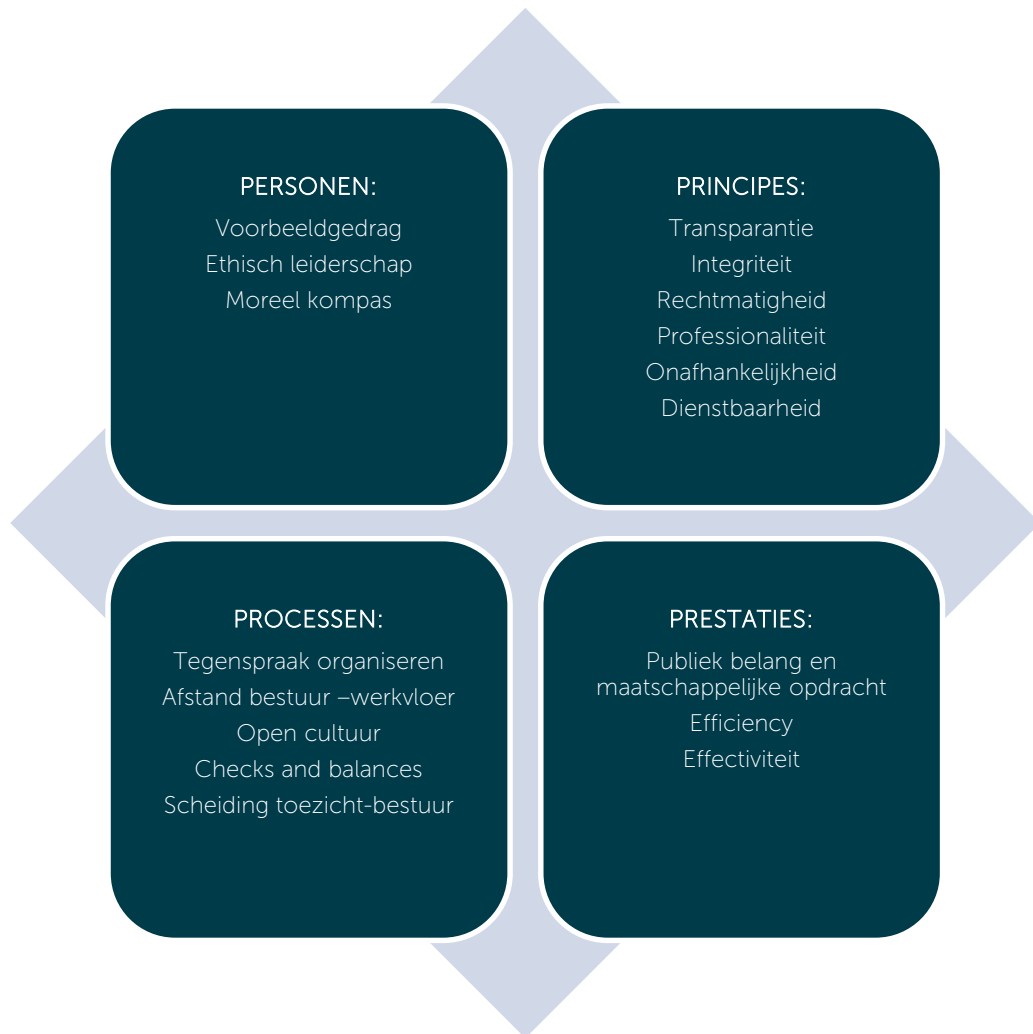 PERSONEN:
Voorbeeldgedrag
Ethisch leiderschap
Moreel kompas
PRINCIPES:
Transparantie
Integriteit
Rechtmatigheid
Professionaliteit
Onafhankelijkheid
Dienstbaarheid
PROCESSEN:
Tegenspraak organiseren
Afstand bestuur –werkvloer
Open cultuur
Checks and balances
Scheiding toezicht-bestuur
PRESTATIES:
Publiek belang en
maatschappelijke opdracht
Efficiency
Effectiviteit